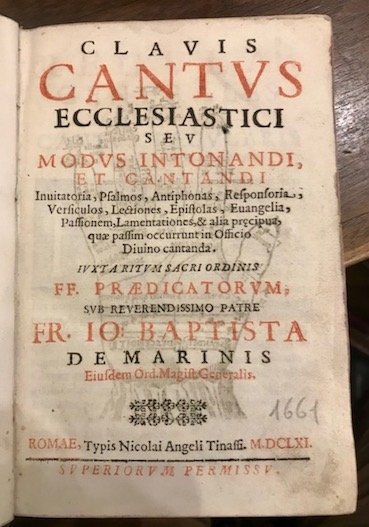 CLAVIS
CANTVS
ECCLESIASTICI
SEV
MODVS INTONANDI,
ET CANTANDI
Inuitatoria, Psalmos, Antiphonas, Responsoria,
Versiculos, Lectiones, Epistolas, Euangelia,
Passionem, Lamentationes, & alia pręcipua,
quæ passim occurrunt in Officio
Diuino cantanda.
IVXTA RITVM SACRI ORDINIS
FF. PRÆDICATORVM;
SVB REVERENDISSIMO PATRE
FR. IO: BAPTISTA
DE MARINIS
Eiusdem Ord. Magist. Generalis.
1661
ROMAE, Typis Nicolai Angeli Tinassi. M.DCLXI.
SVPERIORVM PERMISSV.